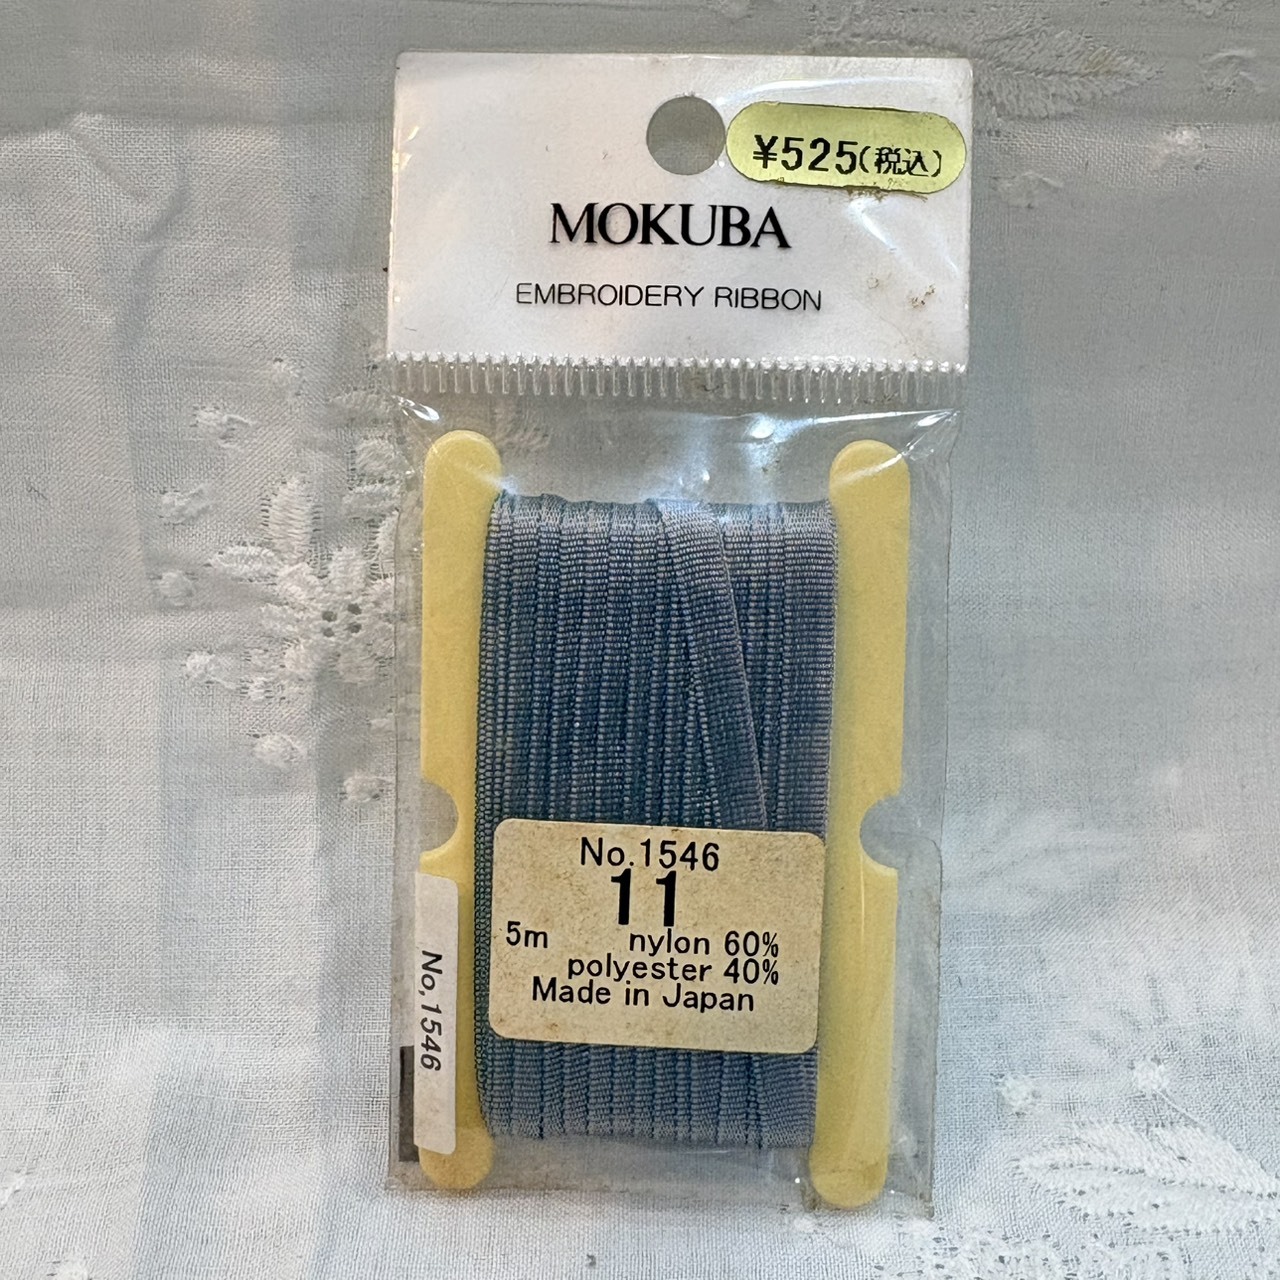 ¥525(税込)
MOKUBA
EMBROIDERY RIBBON
No.1546
11
5m nylon 60%
polyester 40%
Made in Japan
No,1546